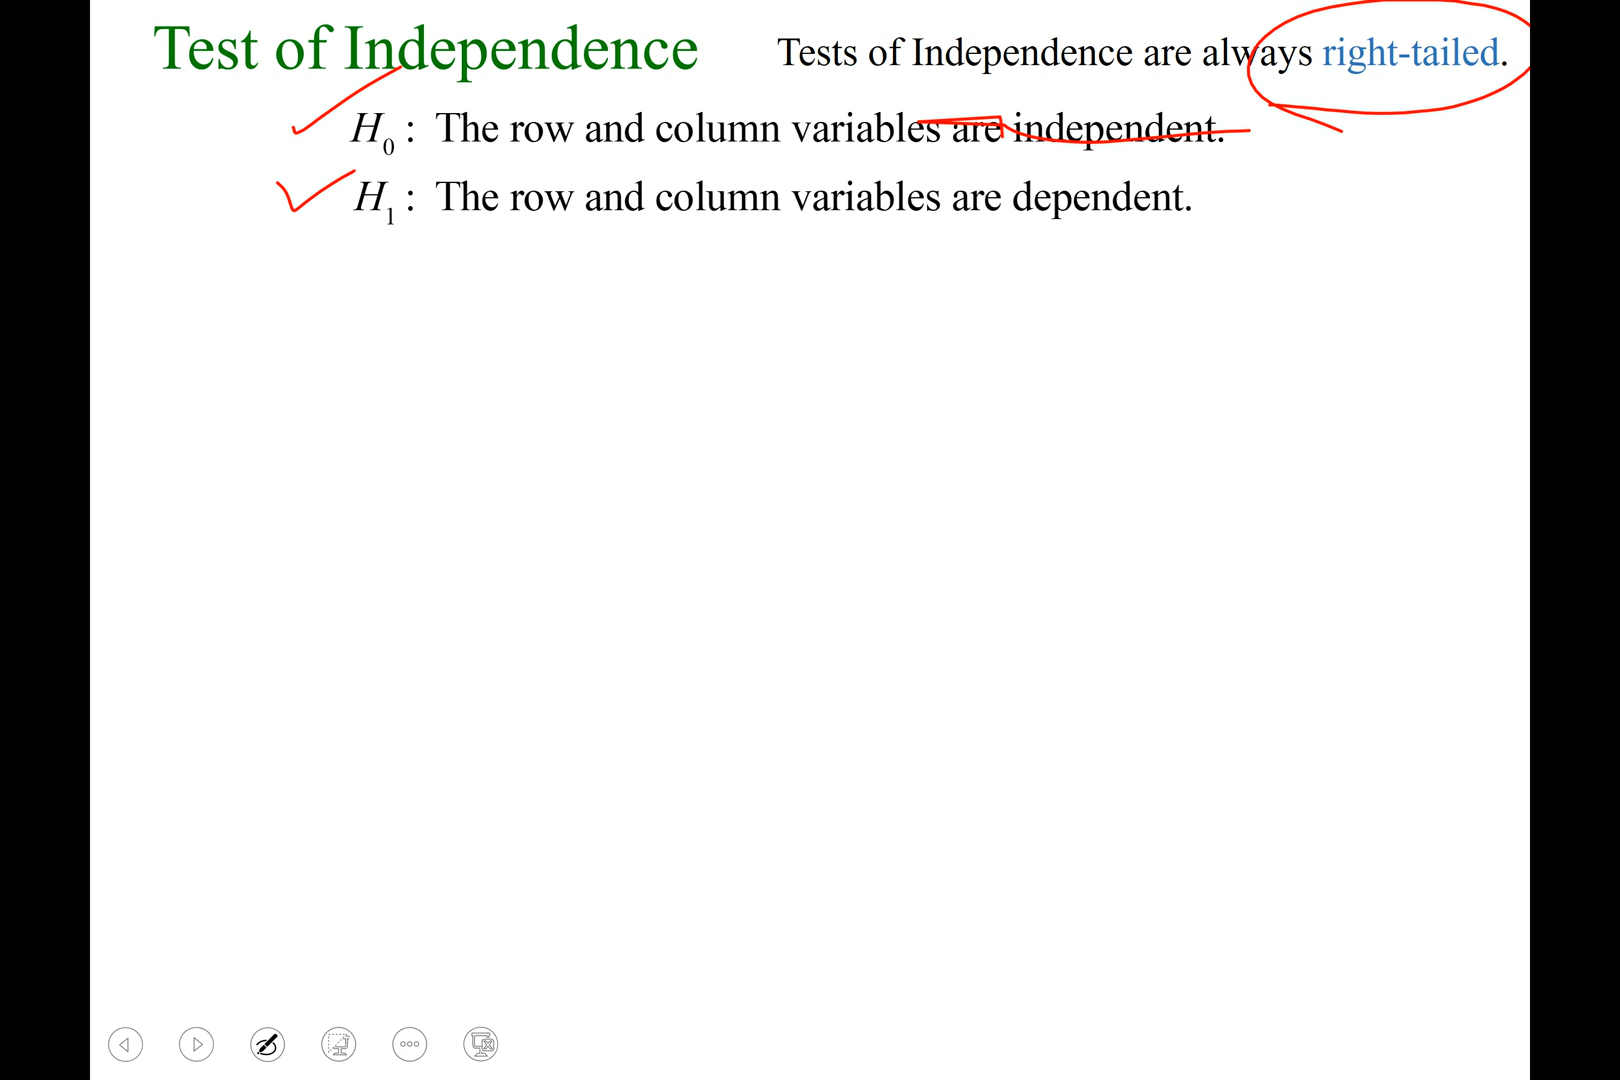 Test of Independence
Tests of Independence are always right-tailed.
H₀ : The row and column variables are independent.
H₁ : The row and column variables are dependent.